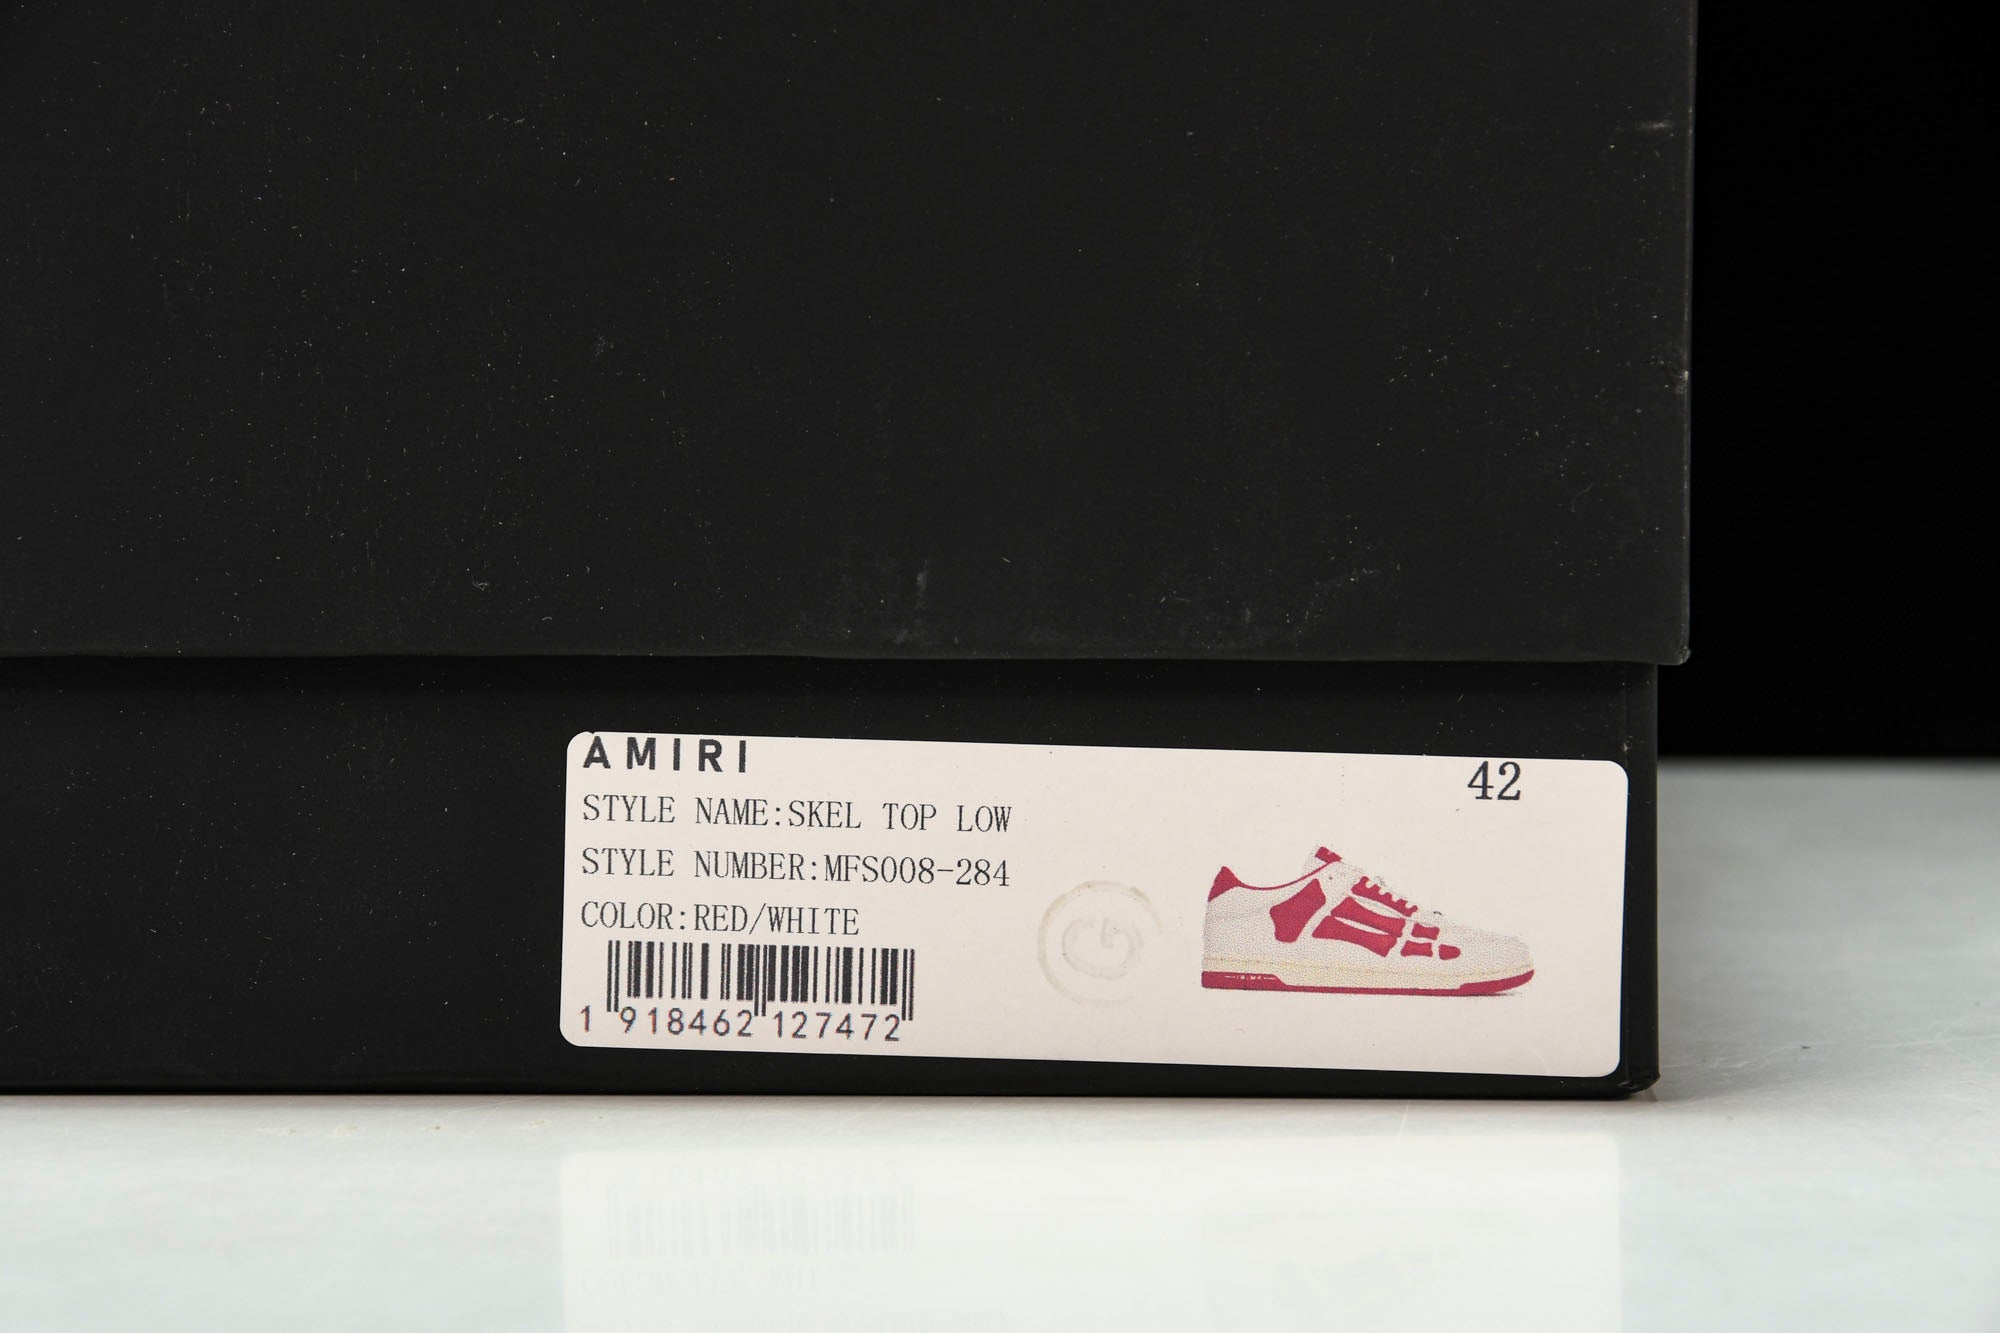 AMIRI
42
STYLE NAME:SKEL TOP LOW
STYLE NUMBER:MFS008-284
COLOR:RED/WHITE
1 918462 127472